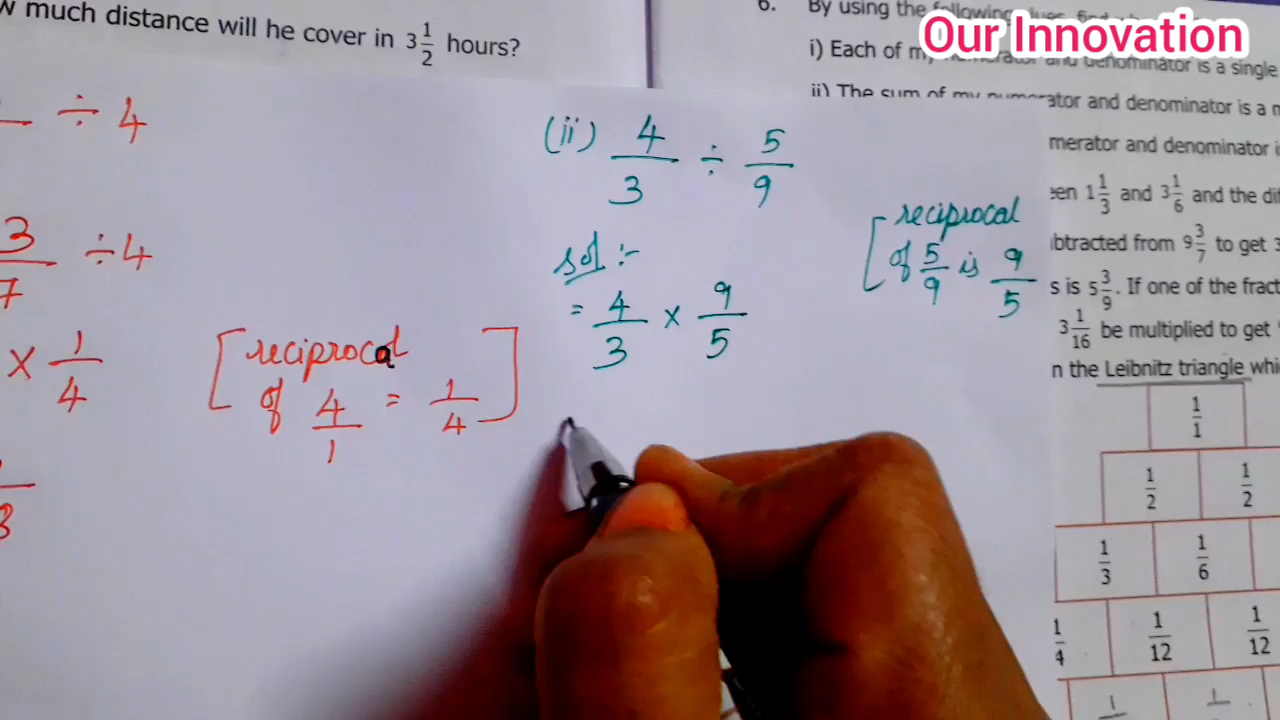 much distance will he cover in 3 1/2 hours?
6. By using the following
Our Innovation
i) Each of my numerator and denominator is a single
ii) The sum of my numerator and denominator is a
merator and denominator
1 1/3 and 3 1/6 and the
btracted from 9 3/7 to get
s is 5 3/9. If one of the
3 1/16 be multiplied to get
n the Leibnitz triangle
1/1
1/2 1/2
1/3 1/6
1/4 1/12 1/12
÷ 4
3/7 ÷ 4
× 1/4
[reciprocal
of 4/1 = 1/4]
(ii) 4/3 ÷ 5/9
sol :-
= 4/3 × 9/5
[reciprocal
of 5/9 is 9/5